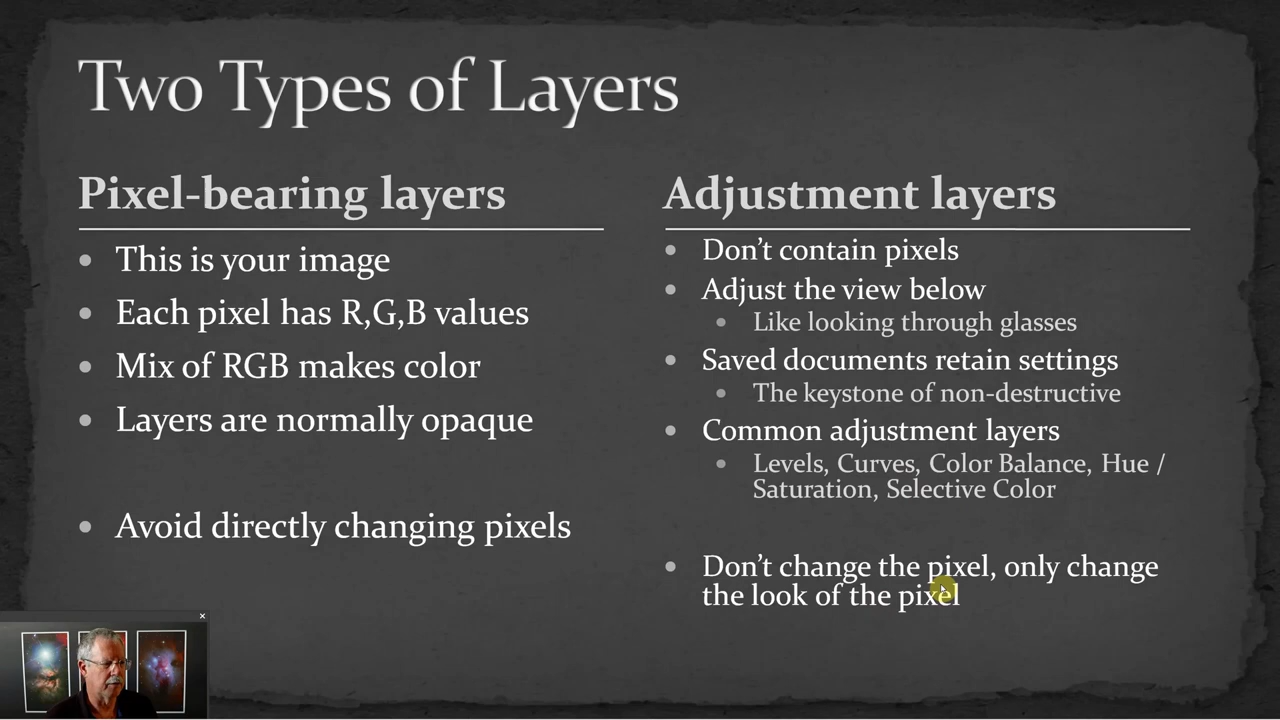 Two Types of Layers
Pixel-bearing layers
• This is your image
• Each pixel has R,G,B values
• Mix of RGB makes color
• Layers are normally opaque
• Avoid directly changing pixels
Adjustment layers
• Don’t contain pixels
• Adjust the view below
• Like looking through glasses
• Saved documents retain settings
• The keystone of non-destructive
• Common adjustment layers
• Levels, Curves, Color Balance, Hue /
Saturation, Selective Color
• Don’t change the pixel, only change
the look of the pixel